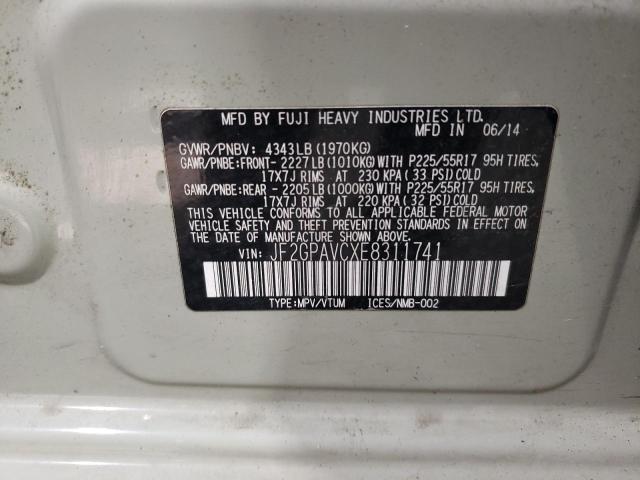 MFD BY FUJI HEAVY INDUSTRIES LTD.
MFD IN 06/14
GVWR/PNBV: 4343LB (1970KG)
GAWR/PNBE:FRONT- 2227LB (1010KG) WITH P225/55R17 95H TIRES,
17X7J RIMS AT 230 KPA (33 PSI) COLD
GAWR/PNBE:REAR - 2205LB (1000KG) WITH P225/55R17 95H TIRES,
17X7J RIMS AT 220 KPA (32 PSI) COLD
THIS VEHICLE CONFORMS TO ALL APPLICABLE FEDERAL MOTOR
VEHICLE SAFETY AND THEFT PREVENTION STANDARDS IN EFFECT ON
THE DATE OF MANUFACTURE SHOWN ABOVE.
VIN: JF2GPAVCXE8311741
TYPE:MPV/VTUM ICES/NMB-002